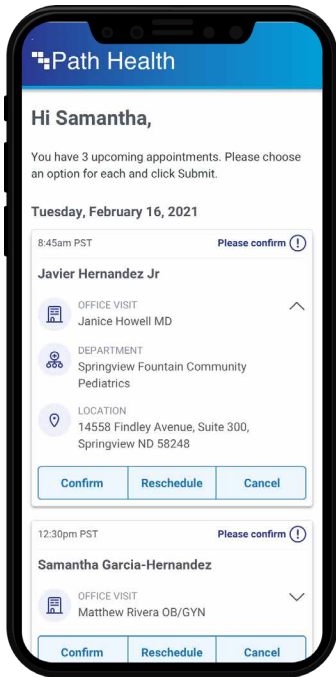 Path Health
Hi Samantha,
You have 3 upcoming appointments. Please choose
an option for each and click Submit.
Tuesday, February 16, 2021
8:45am PST Please confirm
Javier Hernandez Jr
OFFICE VISIT
Janice Howell MD
DEPARTMENT
Springview Fountain Community
Pediatrics
LOCATION
14558 Findley Avenue, Suite 300,
Springview ND 58248
Confirm Reschedule Cancel
12:30pm PST Please confirm
Samantha Garcia-Hernandez
OFFICE VISIT
Matthew Rivera OB/GYN
Confirm Reschedule Cancel